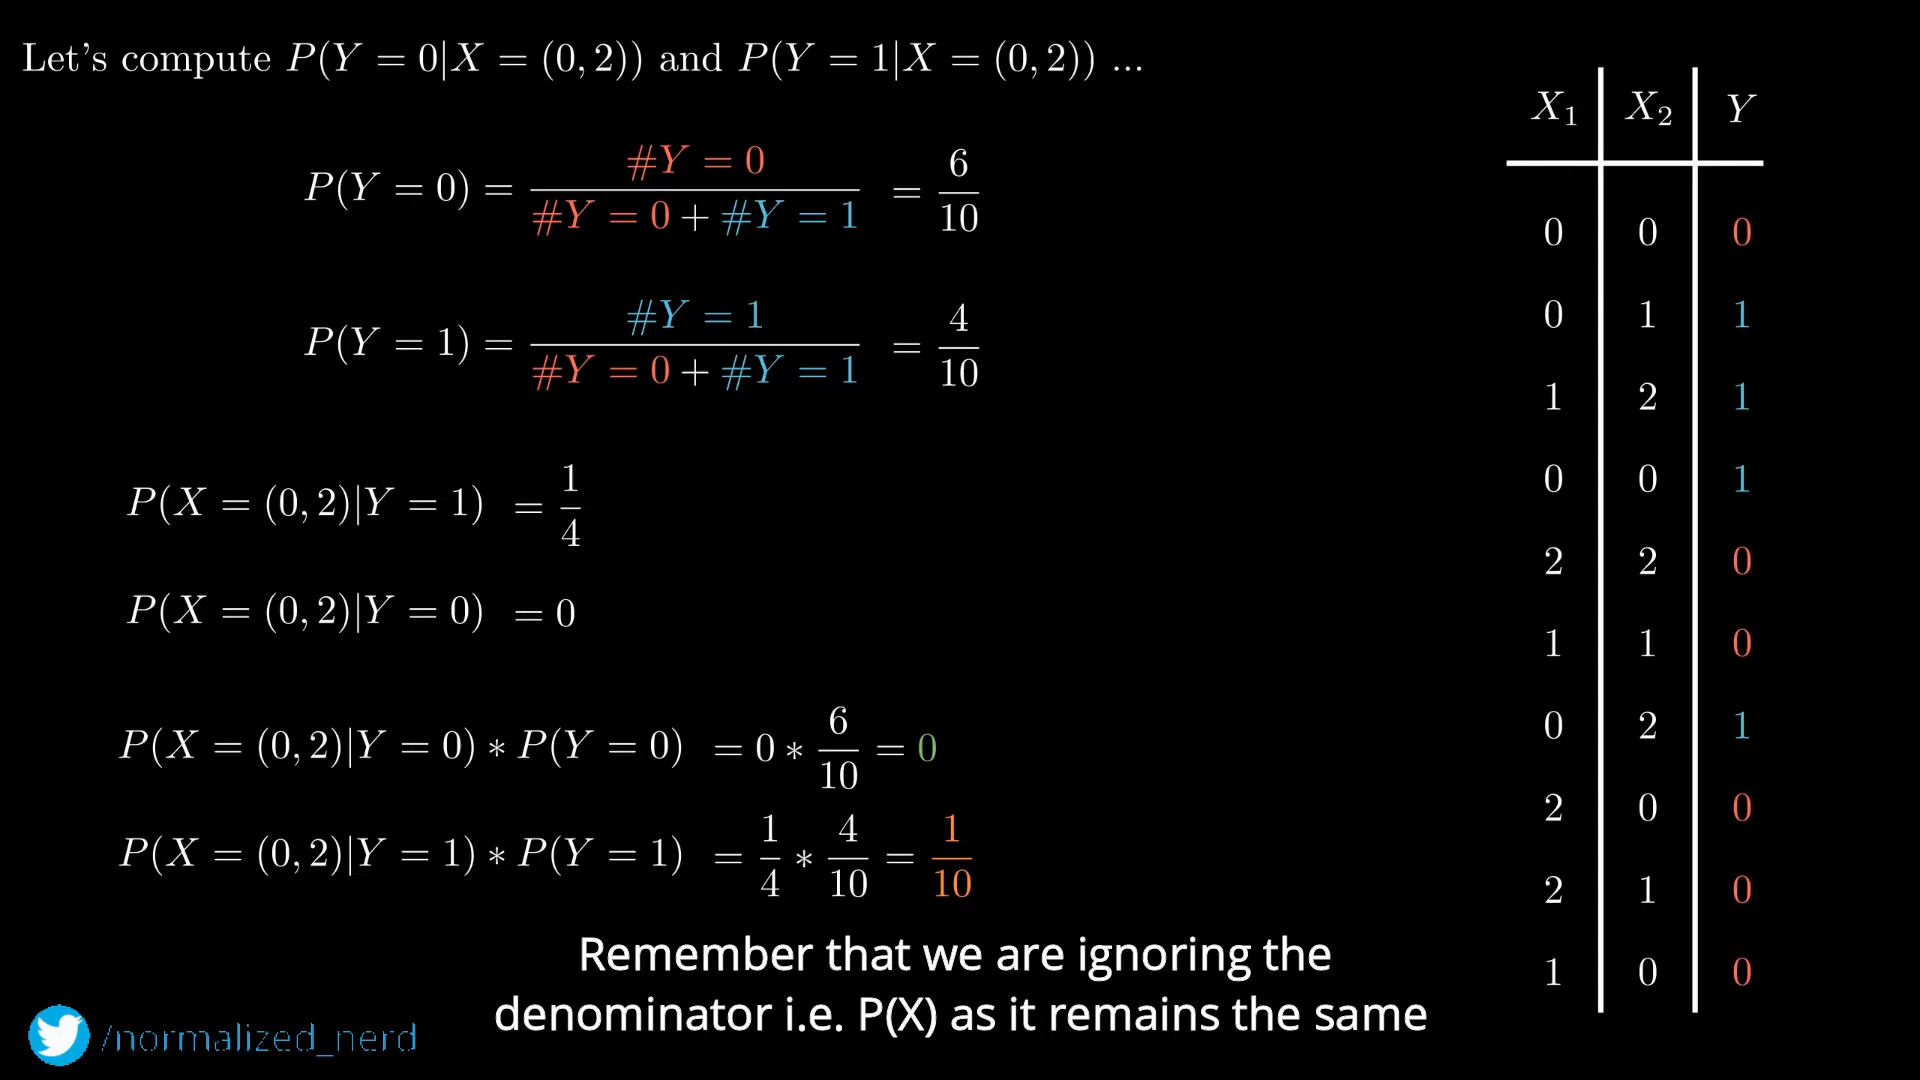 Let's compute P(Y = 0|X = (0, 2)) and P(Y = 1|X = (0, 2)) ...
P(Y = 0) = #Y = 0 / #Y = 0 + #Y = 1 = 6/10
P(Y = 1) = #Y = 1 / #Y = 0 + #Y = 1 = 4/10
P(X = (0, 2)|Y = 1) = 1/4
P(X = (0, 2)|Y = 0) = 0
P(X = (0, 2)|Y = 0) * P(Y = 0) = 0 * 6/10 = 0
P(X = (0, 2)|Y = 1) * P(Y = 1) = 1/4 * 4/10 = 1/10
X₁ X₂ Y
0 0 0
0 1 1
1 2 1
0 0 1
2 2 0
1 1 0
0 2 1
2 0 0
2 1 0
1 0 0
Remember that we are ignoring the
denominator i.e. P(X) as it remains the same
/normalized_nerd